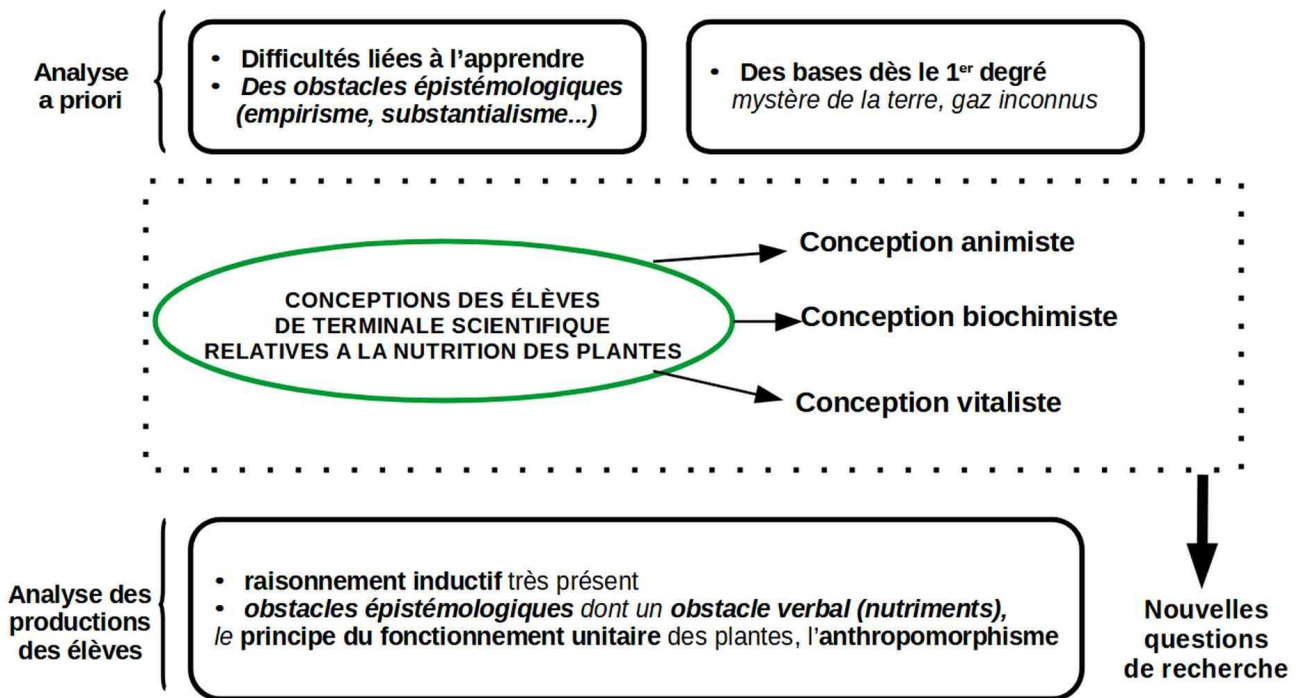 Analyse
a priori
• Difficultés liées à l’apprendre
• Des obstacles épistémologiques
(empirisme, substantialisme...)
• Des bases dès le 1er degré
mystère de la terre, gaz inconnus
CONCEPTIONS DES ÉLÈVES
DE TERMINALE SCIENTIFIQUE
RELATIVES A LA NUTRITION DES PLANTES
Conception animiste
Conception biochimiste
Conception vitaliste
Analyse des
productions
des élèves
• raisonnement inductif très présent
• obstacles épistémologiques dont un obstacle verbal (nutriments),
le principe du fonctionnement unitaire des plantes, l’anthropomorphisme
Nouvelles
questions
de recherche